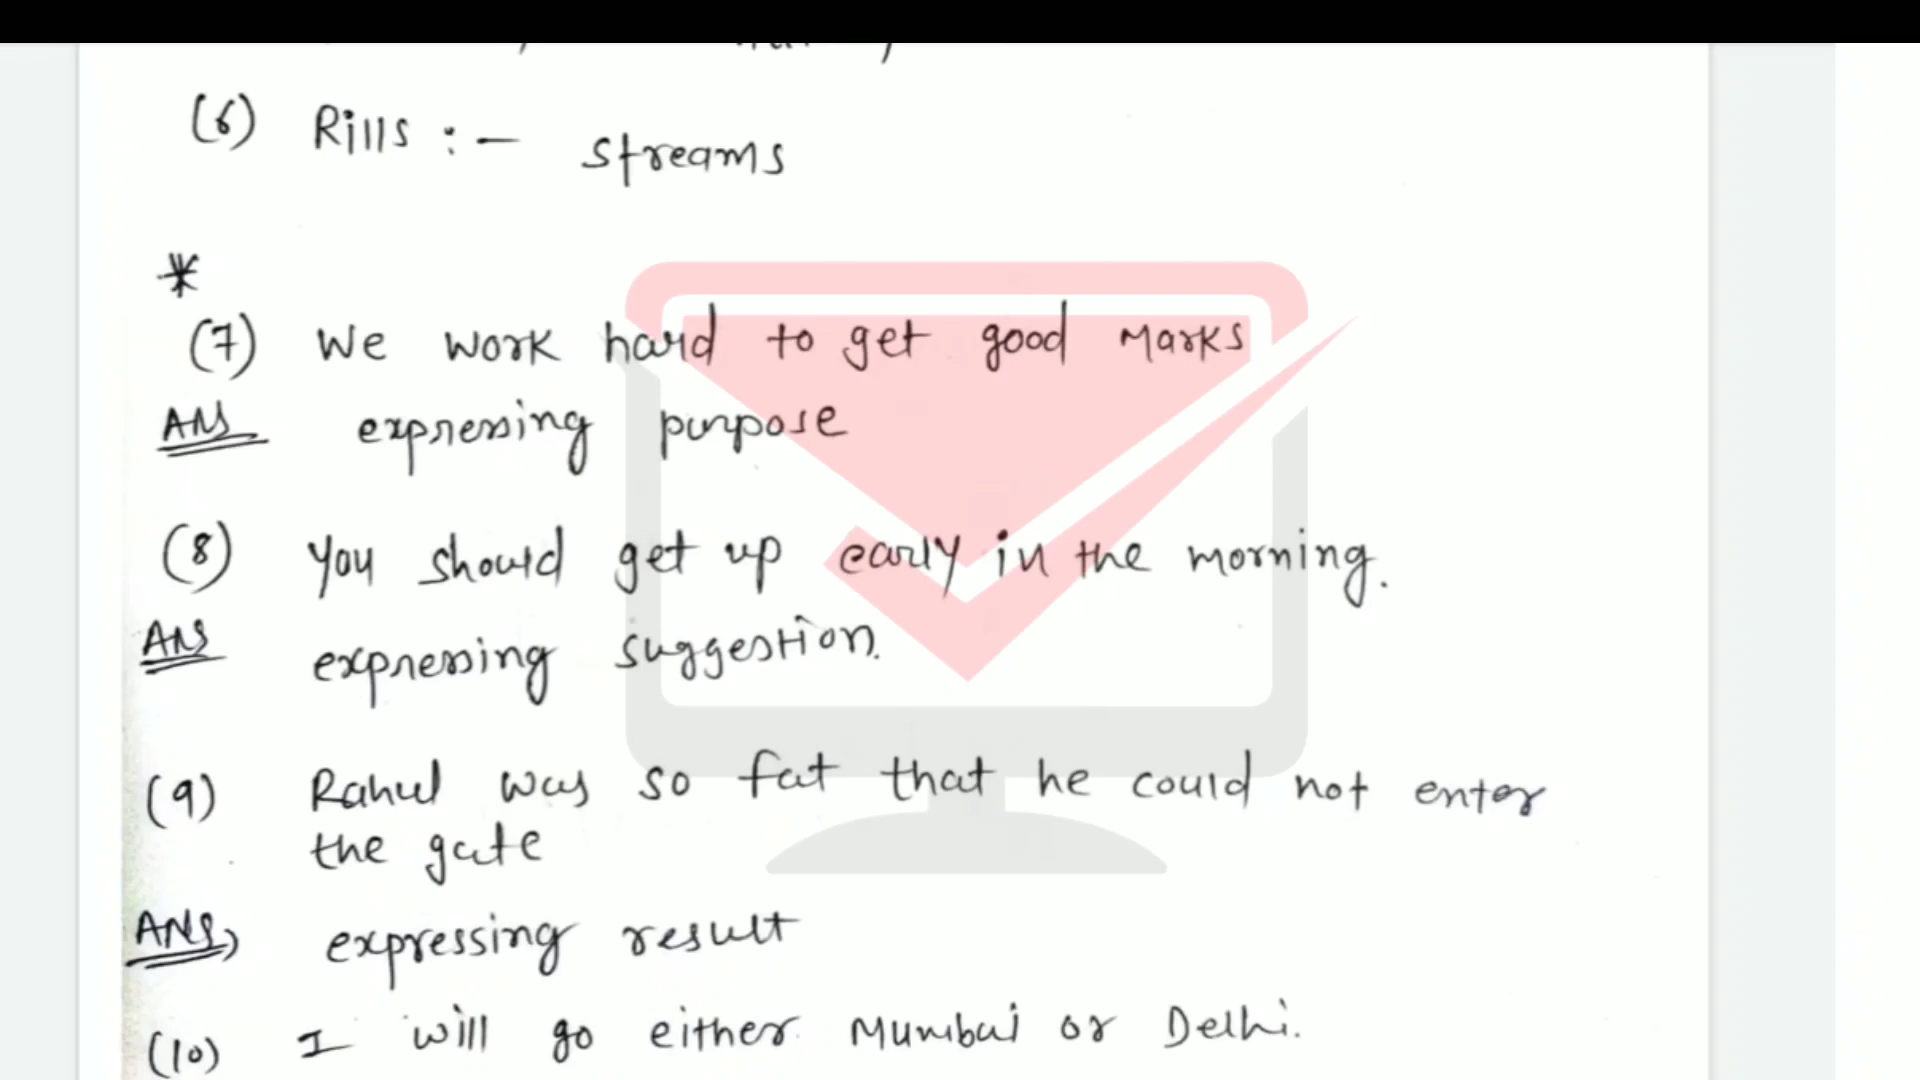 (6) Rills :- streams
*
(7) We work hard to get good Marks
ANS expressing purpose
(8) You should get up early in the morning.
ANS expressing suggestion.
(9) Rahul was so fat that he could not enter
the gate
ANS, expressing result
(10) I will go either Mumbai or Delhi.